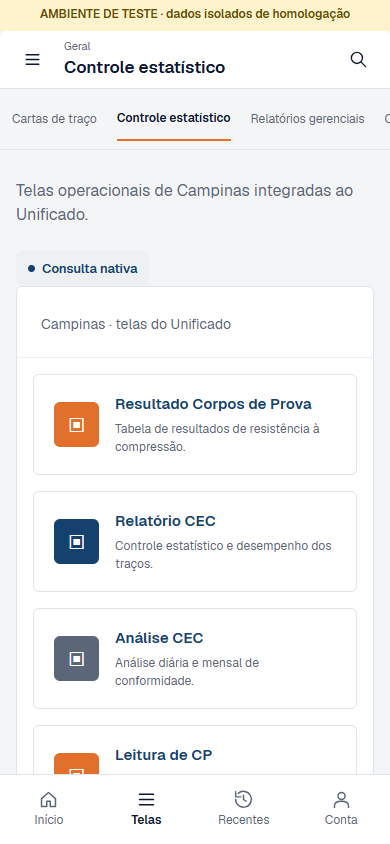 AMBIENTE DE TESTE · dados isolados de homologação
Geral
Controle estatístico
Cartas de traço
Controle estatístico
Relatórios gerenciais
Telas operacionais de Campinas integradas ao
Unificado.
Consulta nativa
Campinas · telas do Unificado
Resultado Corpos de Prova
Tabela de resultados de resistência à
compressão.
Relatório CEC
Controle estatístico e desempenho dos
traços.
Análise CEC
Análise diária e mensal de
conformidade.
Leitura de CP
Início
Telas
Recentes
Conta